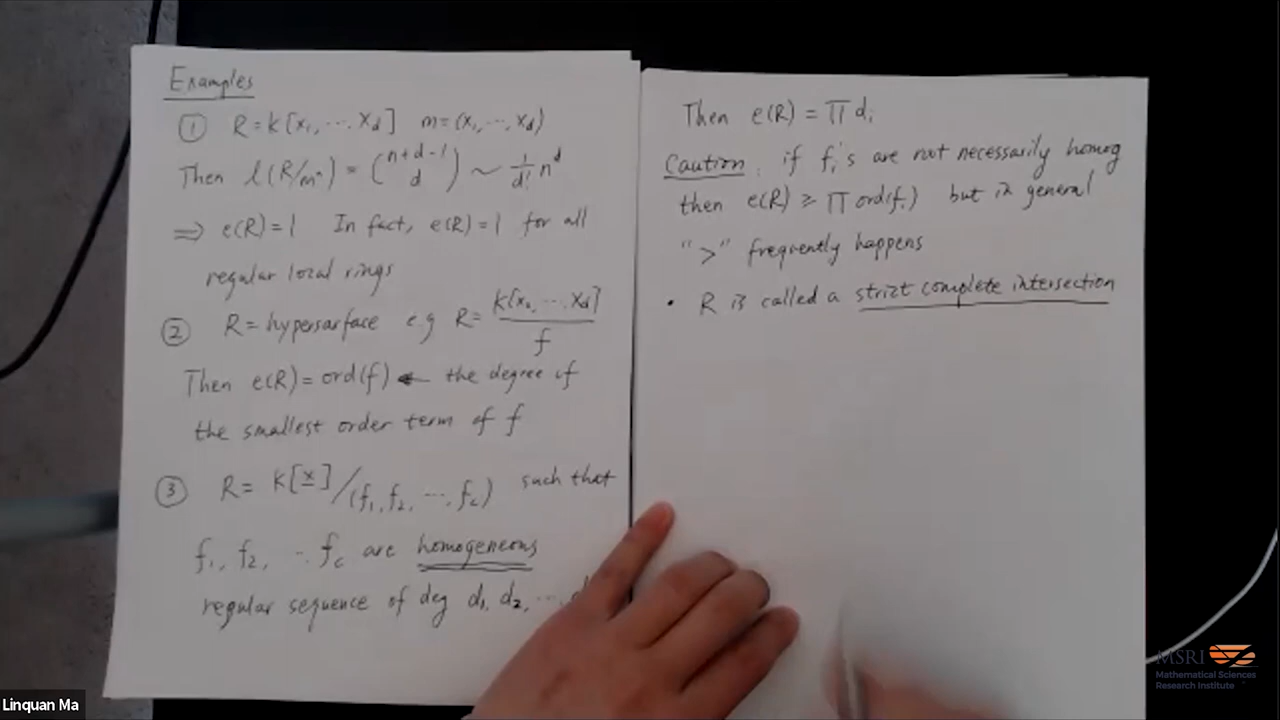 Examples
① R = k[x₁, ⋯ x_d] m = (x₁, ⋯, x_d)
Then l(R/mⁿ) = (n+d-1 d) ~ 1/d! n^d
⇒ e(R) = 1 In fact, e(R) = 1 for all
regular local rings
② R = hypersurface e.g R = k[x₁, ⋯ x_d] / f
Then e(R) = ord(f) ← the degree of
the smallest order term of f
③ R = k[x]/(f₁, f₂, ⋯, f_c) such that
f₁, f₂, ⋯ f_c are homogeneous
regular sequence of deg d₁, d₂, ⋯, d
Then e(R) = ∏ dᵢ
Caution. if fᵢ's are not necessarily homog
then e(R) ≥ ∏ ord(fᵢ) but in general
">" frequently happens
• R is called a strict complete intersection
MSRI
Mathematical Sciences
Research Institute
Linquan Ma